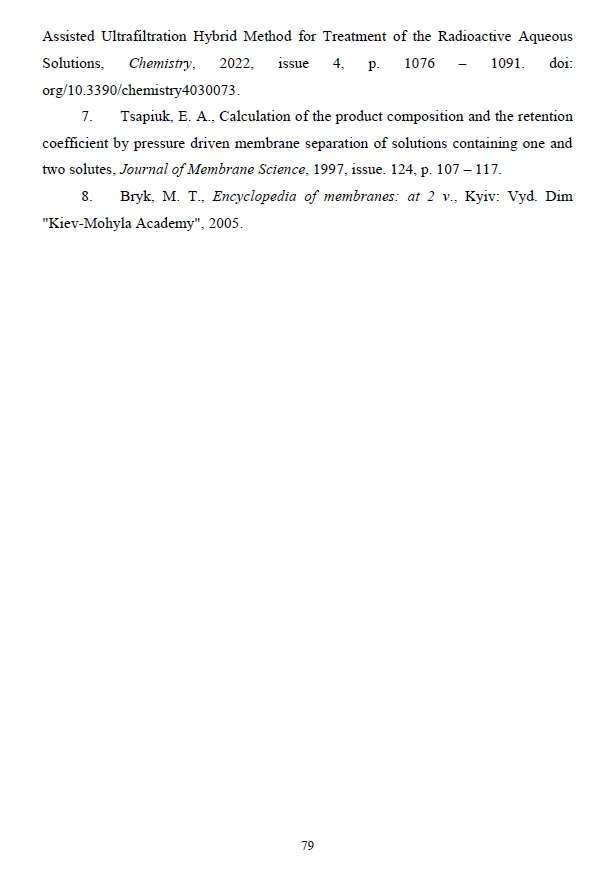 Assisted Ultrafiltration Hybrid Method for Treatment of the Radioactive Aqueous
Solutions, Chemistry, 2022, issue 4, p. 1076 – 1091. doi:
org/10.3390/chemistry4030073.
7. Tsapiuk, E. A., Calculation of the product composition and the retention
coefficient by pressure driven membrane separation of solutions containing one and
two solutes, Journal of Membrane Science, 1997, issue. 124, p. 107 – 117.
8. Bryk, M. T., Encyclopedia of membranes: at 2 v., Kyiv: Vyd. Dim
"Kiev-Mohyla Academy", 2005.
79